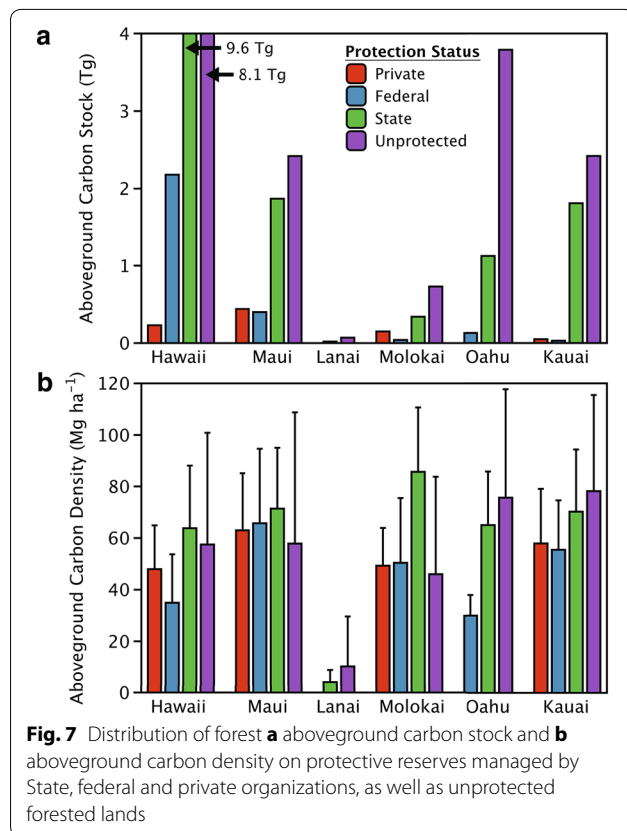 a
Aboveground Carbon Stock (Tg)
4
3
2
1
0
9.6 Tg
8.1 Tg
Protection Status
Private
Federal
State
Unprotected
Hawaii Maui Lanai Molokai Oahu Kauai
b
Aboveground Carbon Density (Mg ha⁻¹)
120
100
80
60
40
20
0
Hawaii Maui Lanai Molokai Oahu Kauai
Fig. 7 Distribution of forest a aboveground carbon stock and b
aboveground carbon density on protective reserves managed by
State, federal and private organizations, as well as unprotected
forested lands